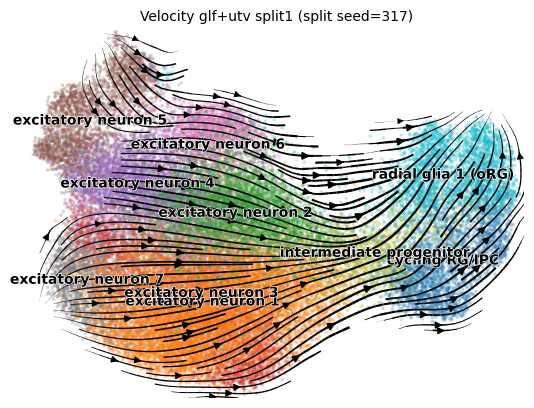 Velocity glf+utv split1 (split seed=317)
excitatory neuron 5
excitatory neuron 6
radial glia 1 (oRG)
excitatory neuron 4
excitatory neuron 2
intermediate progenitor
cycling RG/IPC
excitatory neuron 7
excitatory neuron 3
excitatory neuron 1